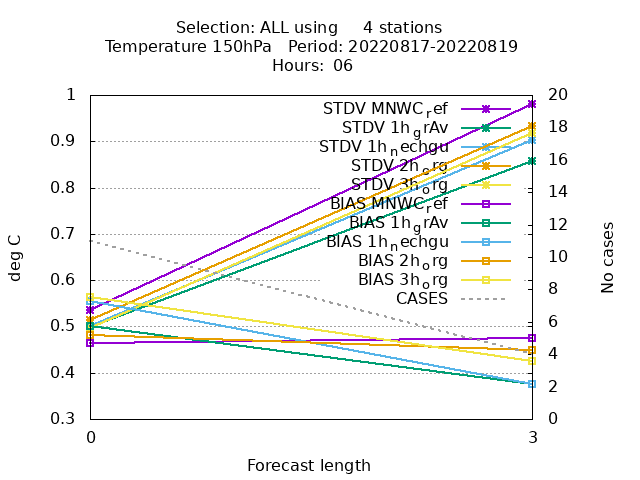 Selection: ALL using     4 stations
Temperature 150hPa   Period: 20220817-20220819
Hours:  06
1
0.9
0.8
0.7
0.6
0.5
0.4
0.3
deg C
STDV MNWC_ref
STDV 1h_grAv
STDV 1h_nechgu
STDV 2h_org
STDV 3h_org
BIAS MNWC_ref
BIAS 1h_grAv
BIAS 1h_nechgu
BIAS 2h_org
BIAS 3h_org
CASES
20
18
16
14
12
10
8
6
4
2
0
No cases
0 3
Forecast length